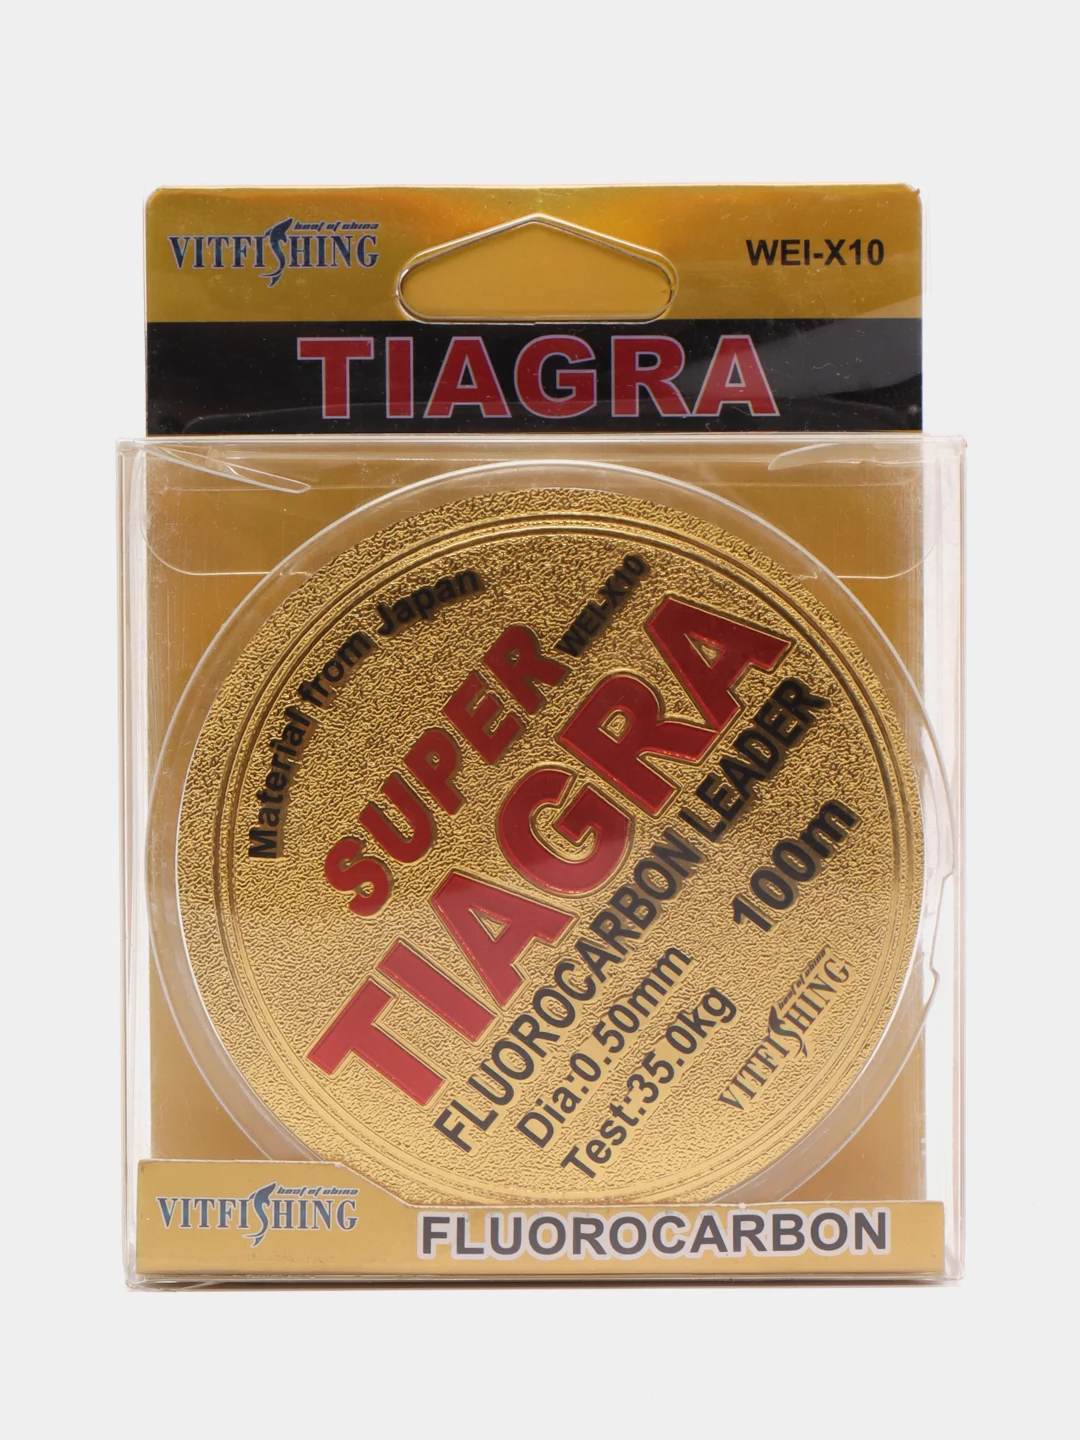 best of china
VITFISHING
WEI-X10
TIAGRA
Material from Japan
SUPER
WEI-X10
TIAGRA
FLUOROCARBON LEADER
100m
Dia:0.50mm
Test:35.0kg
best of china
VITFISHING
best of china
VITFISHING
FLUOROCARBON